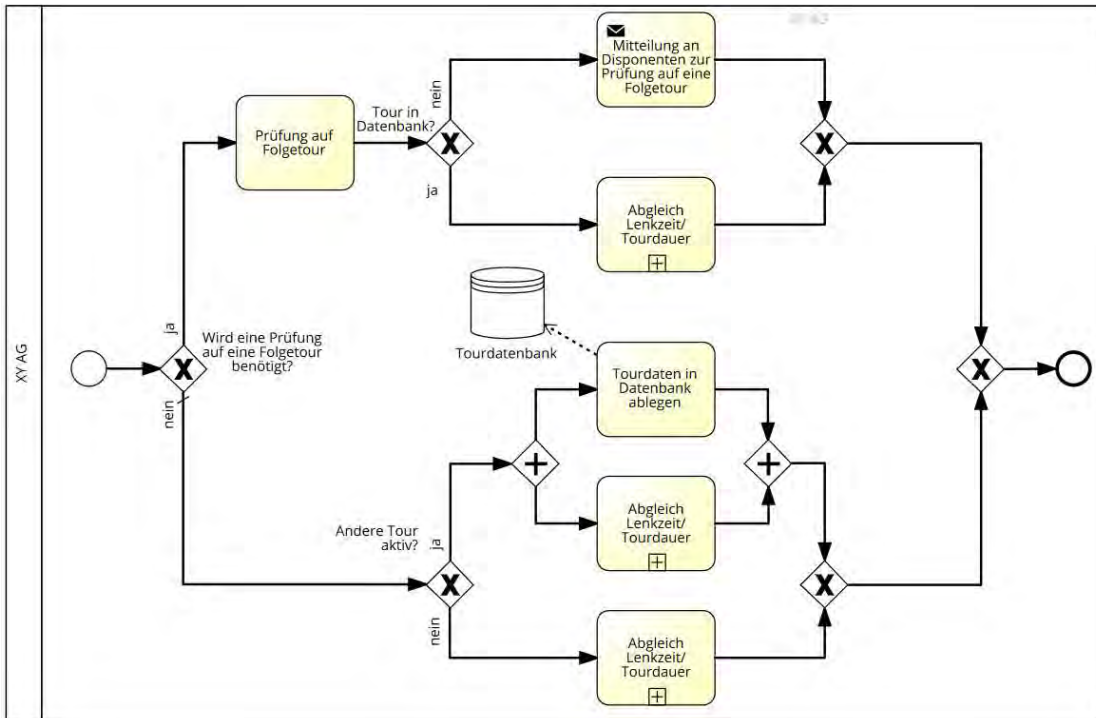 XY AG
Wird eine Prüfung
auf eine Folgetour
benötigt?
ja
nein
Prüfung auf
Folgetour
Tour in
Datenbank?
nein
ja
Mitteilung an
Disponenten zur
Prüfung auf eine
Folgetour
Abgleich
Lenkzeit/
Tourdauer
Tourdatenbank
Tourdaten in
Datenbank
ablegen
Andere Tour
aktiv?
ja
nein
Abgleich
Lenkzeit/
Tourdauer
Abgleich
Lenkzeit/
Tourdauer